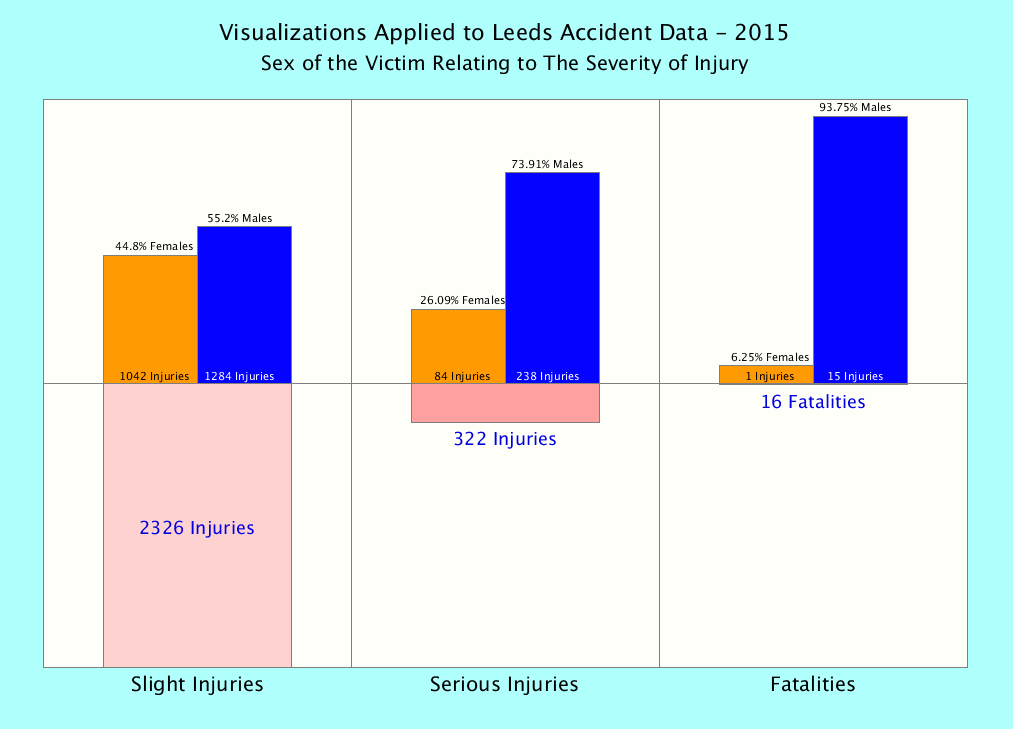 Visualizations Applied to Leeds Accident Data - 2015
Sex of the Victim Relating to The Severity of Injury
44.8% Females
55.2% Males
1042 Injuries
1284 Injuries
2326 Injuries
Slight Injuries
26.09% Females
73.91% Males
84 Injuries
238 Injuries
322 Injuries
Serious Injuries
6.25% Females
93.75% Males
1 Injuries
15 Injuries
16 Fatalities
Fatalities